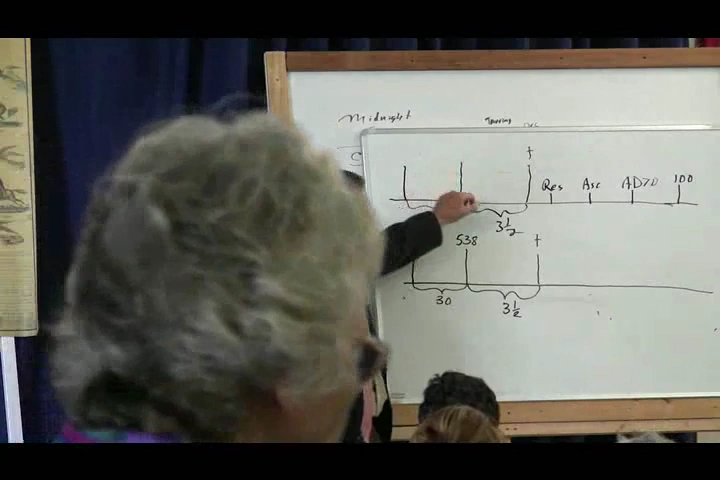 Midnight
†
Res Asc AD70 100
3½
538 †
30 3½